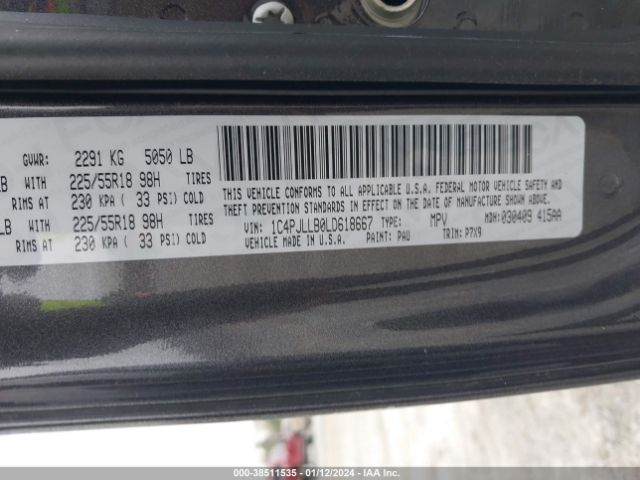 GVWR: 2291 KG 5050 LB
LB WITH 225/55R18 98H TIRES
RIMS AT 230 KPA ( 33 PSI) COLD
LB WITH 225/55R18 98H TIRES
RIMS AT 230 KPA ( 33 PSI) COLD
THIS VEHICLE CONFORMS TO ALL APPLICABLE U.S.A. FEDERAL MOTOR VEHICLE SAFETY AND
THEFT PREVENTION STANDARDS IN EFFECT ON THE DATE OF MANUFACTURE SHOWN ABOVE.
VIN: 1C4PJLLB0LD618667 TYPE: MPV MDH: 030409 415AA
VEHICLE MADE IN U.S.A. PAINT: PAU TRIM: P7X9
000-38511535 - 01/12/2024 - IAA Inc.